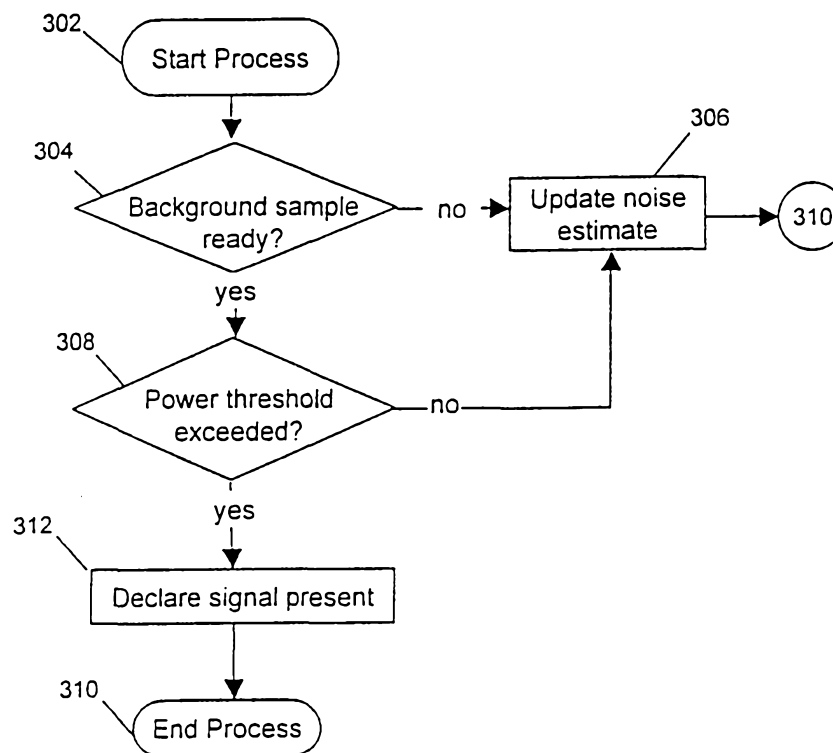 302
Start Process
304
Background sample
ready?
no
306
Update noise
estimate
310
yes
308
Power threshold
exceeded?
no
yes
312
Declare signal present
310
End Process